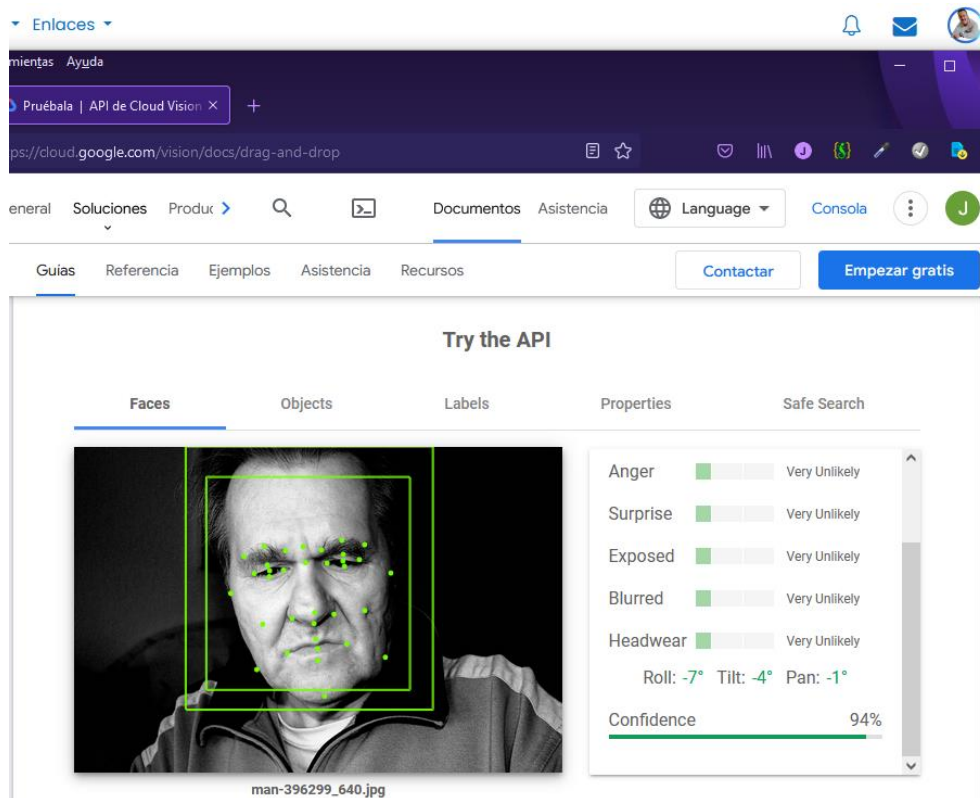 Enlaces
mientas Ayuda
Pruébala | API de Cloud Vision
ps://cloud.google.com/vision/docs/drag-and-drop
eneral Soluciones Produc Documentos Asistencia Language Consola J
Guías Referencia Ejemplos Asistencia Recursos Contactar Empezar gratis
Try the API
Faces Objects Labels Properties Safe Search
Anger Very Unlikely
Surprise Very Unlikely
Exposed Very Unlikely
Blurred Very Unlikely
Headwear Very Unlikely
Roll: -7° Tilt: -4° Pan: -1°
Confidence 94%
man-396299_640.jpg